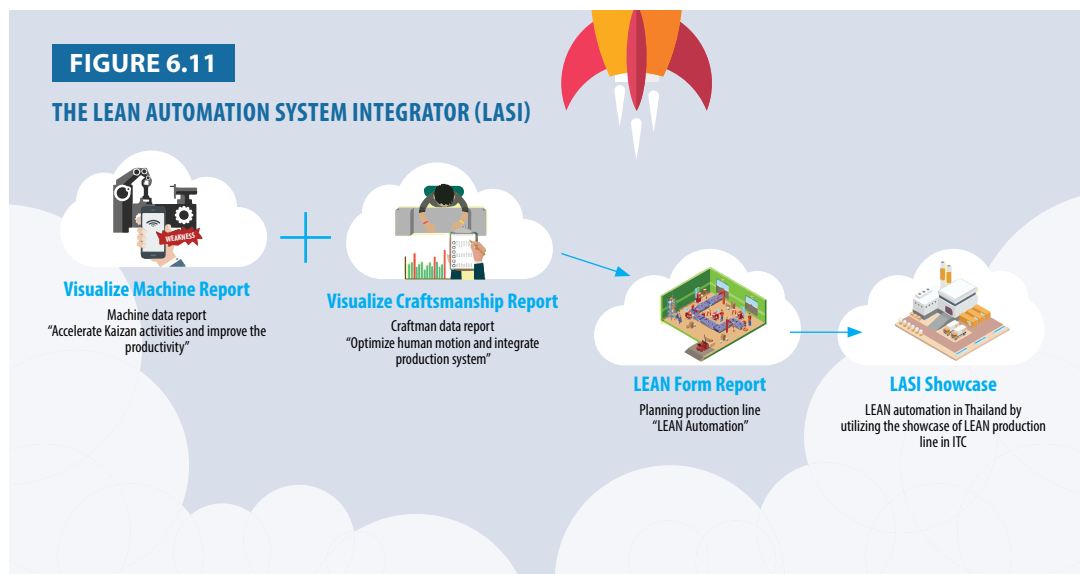 FIGURE 6.11
THE LEAN AUTOMATION SYSTEM INTEGRATOR (LASI)
WEAKNESS
Visualize Machine Report
Machine data report
“Accelerate Kaizan activities and improve the
productivity”
Visualize Craftsmanship Report
Craftman data report
“Optimize human motion and integrate
production system”
LEAN Form Report
Planning production line
“LEAN Automation”
LASI Showcase
LEAN automation in Thailand by
utilizing the showcase of LEAN production
line in ITC